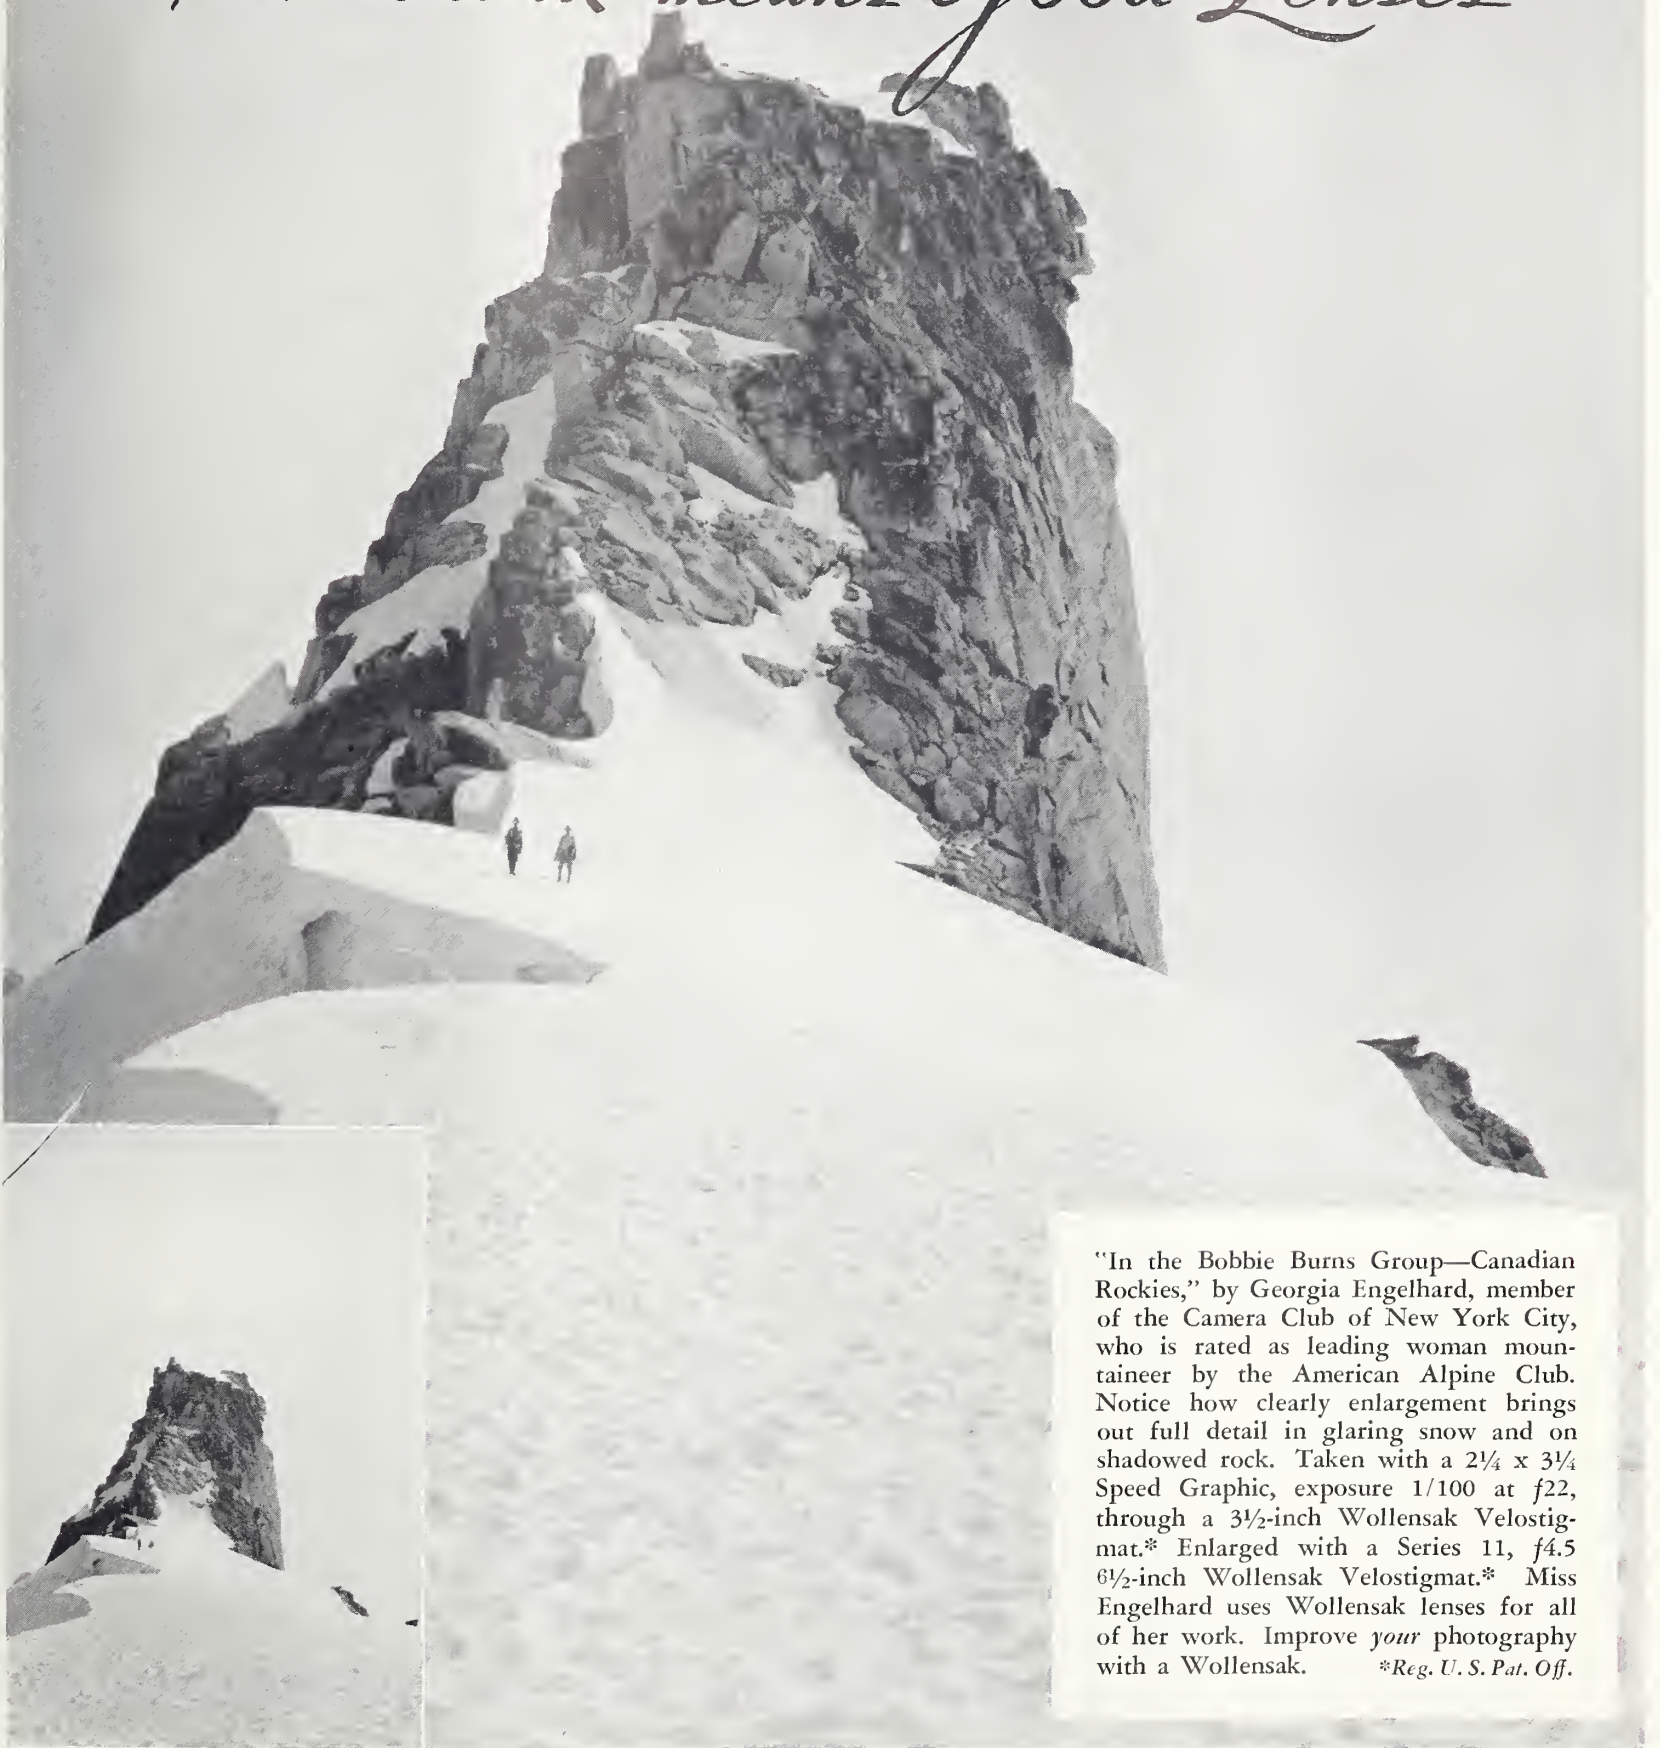 means Good Lenses
"In the Bobbie Burns Group—Canadian
Rockies," by Georgia Engelhard, member
of the Camera Club of New York City,
who is rated as leading woman moun-
taineer by the American Alpine Club.
Notice how clearly enlargement brings
out full detail in glaring snow and on
shadowed rock. Taken with a 2¼ x 3¼
Speed Graphic, exposure 1/100 at f22,
through a 3½-inch Wollensak Velostig-
mat.* Enlarged with a Series 11, f4.5
6½-inch Wollensak Velostigmat.* Miss
Engelhard uses Wollensak lenses for all
of her work. Improve your photography
with a Wollensak. *Reg. U. S. Pat. Off.